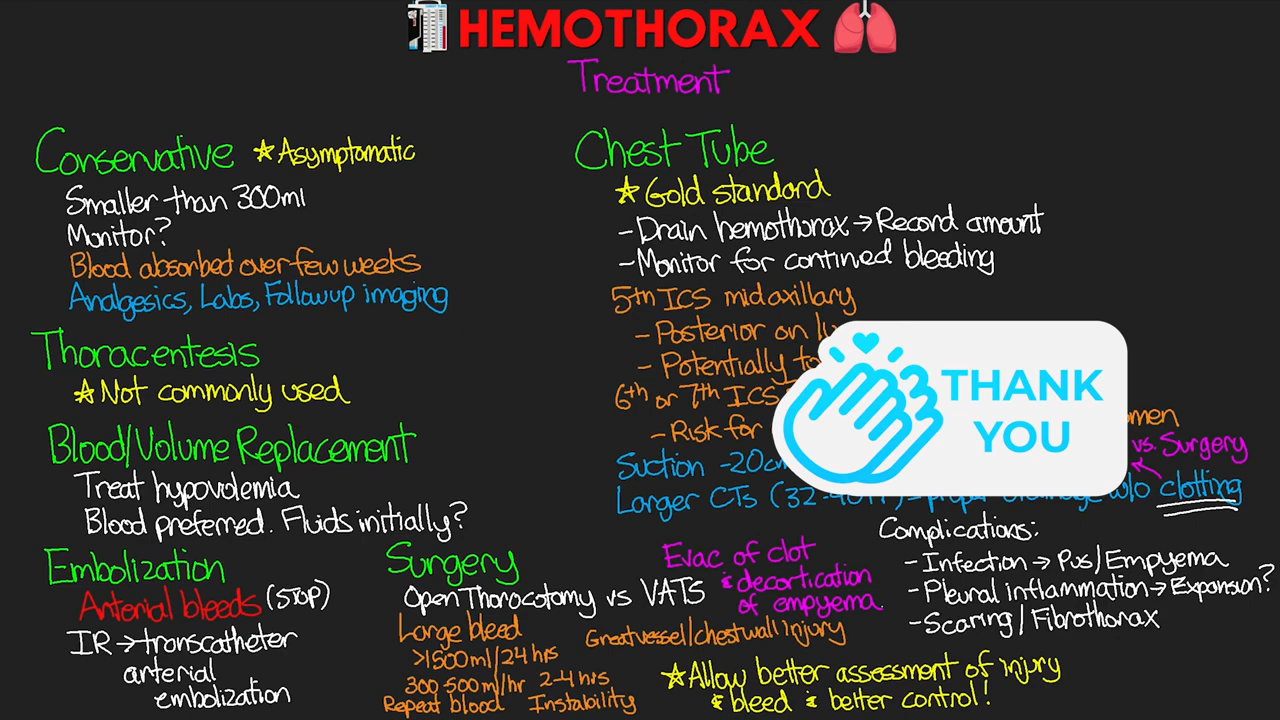 HEMOTHORAX
Treatment
Conservative ★Asymptomatic
Smaller than 300ml
Monitor?
Blood absorbed over few weeks
Analgesics, Labs, Followup imaging
Thoracentesis
★Not commonly used
Blood/Volume Replacement
Treat hypovolemia
Blood preferred. Fluids initially?
Embolization
Arterial bleeds (STOP)
IR→transcatheter
arterial
embolization
Surgery
Open Thorocotomy vs VATS
Large bleed
>1500ml/24hrs
300-500ml/hr 2-4hrs
Repeat blood Instability
Great vessel/chest wall injury
Evac of clot
& decortication
of empyema
★Allow better assessment of injury
& bleed & better control!
Chest Tube
★Gold standard
-Drain hemothorax→Record amount
-Monitor for contined bleeding
5th ICS midaxillary
-Posterior on
-Potentially
6th or 7th ICS
-Risk for
vs. Surgery
Suction -20cm
Larger CTs (32- w/o clotting
THANK
YOU
Complications:
-Infection→Pus/Empyema
-Pleural inflammation→Expansion?
-Scaring/Fibrothorax